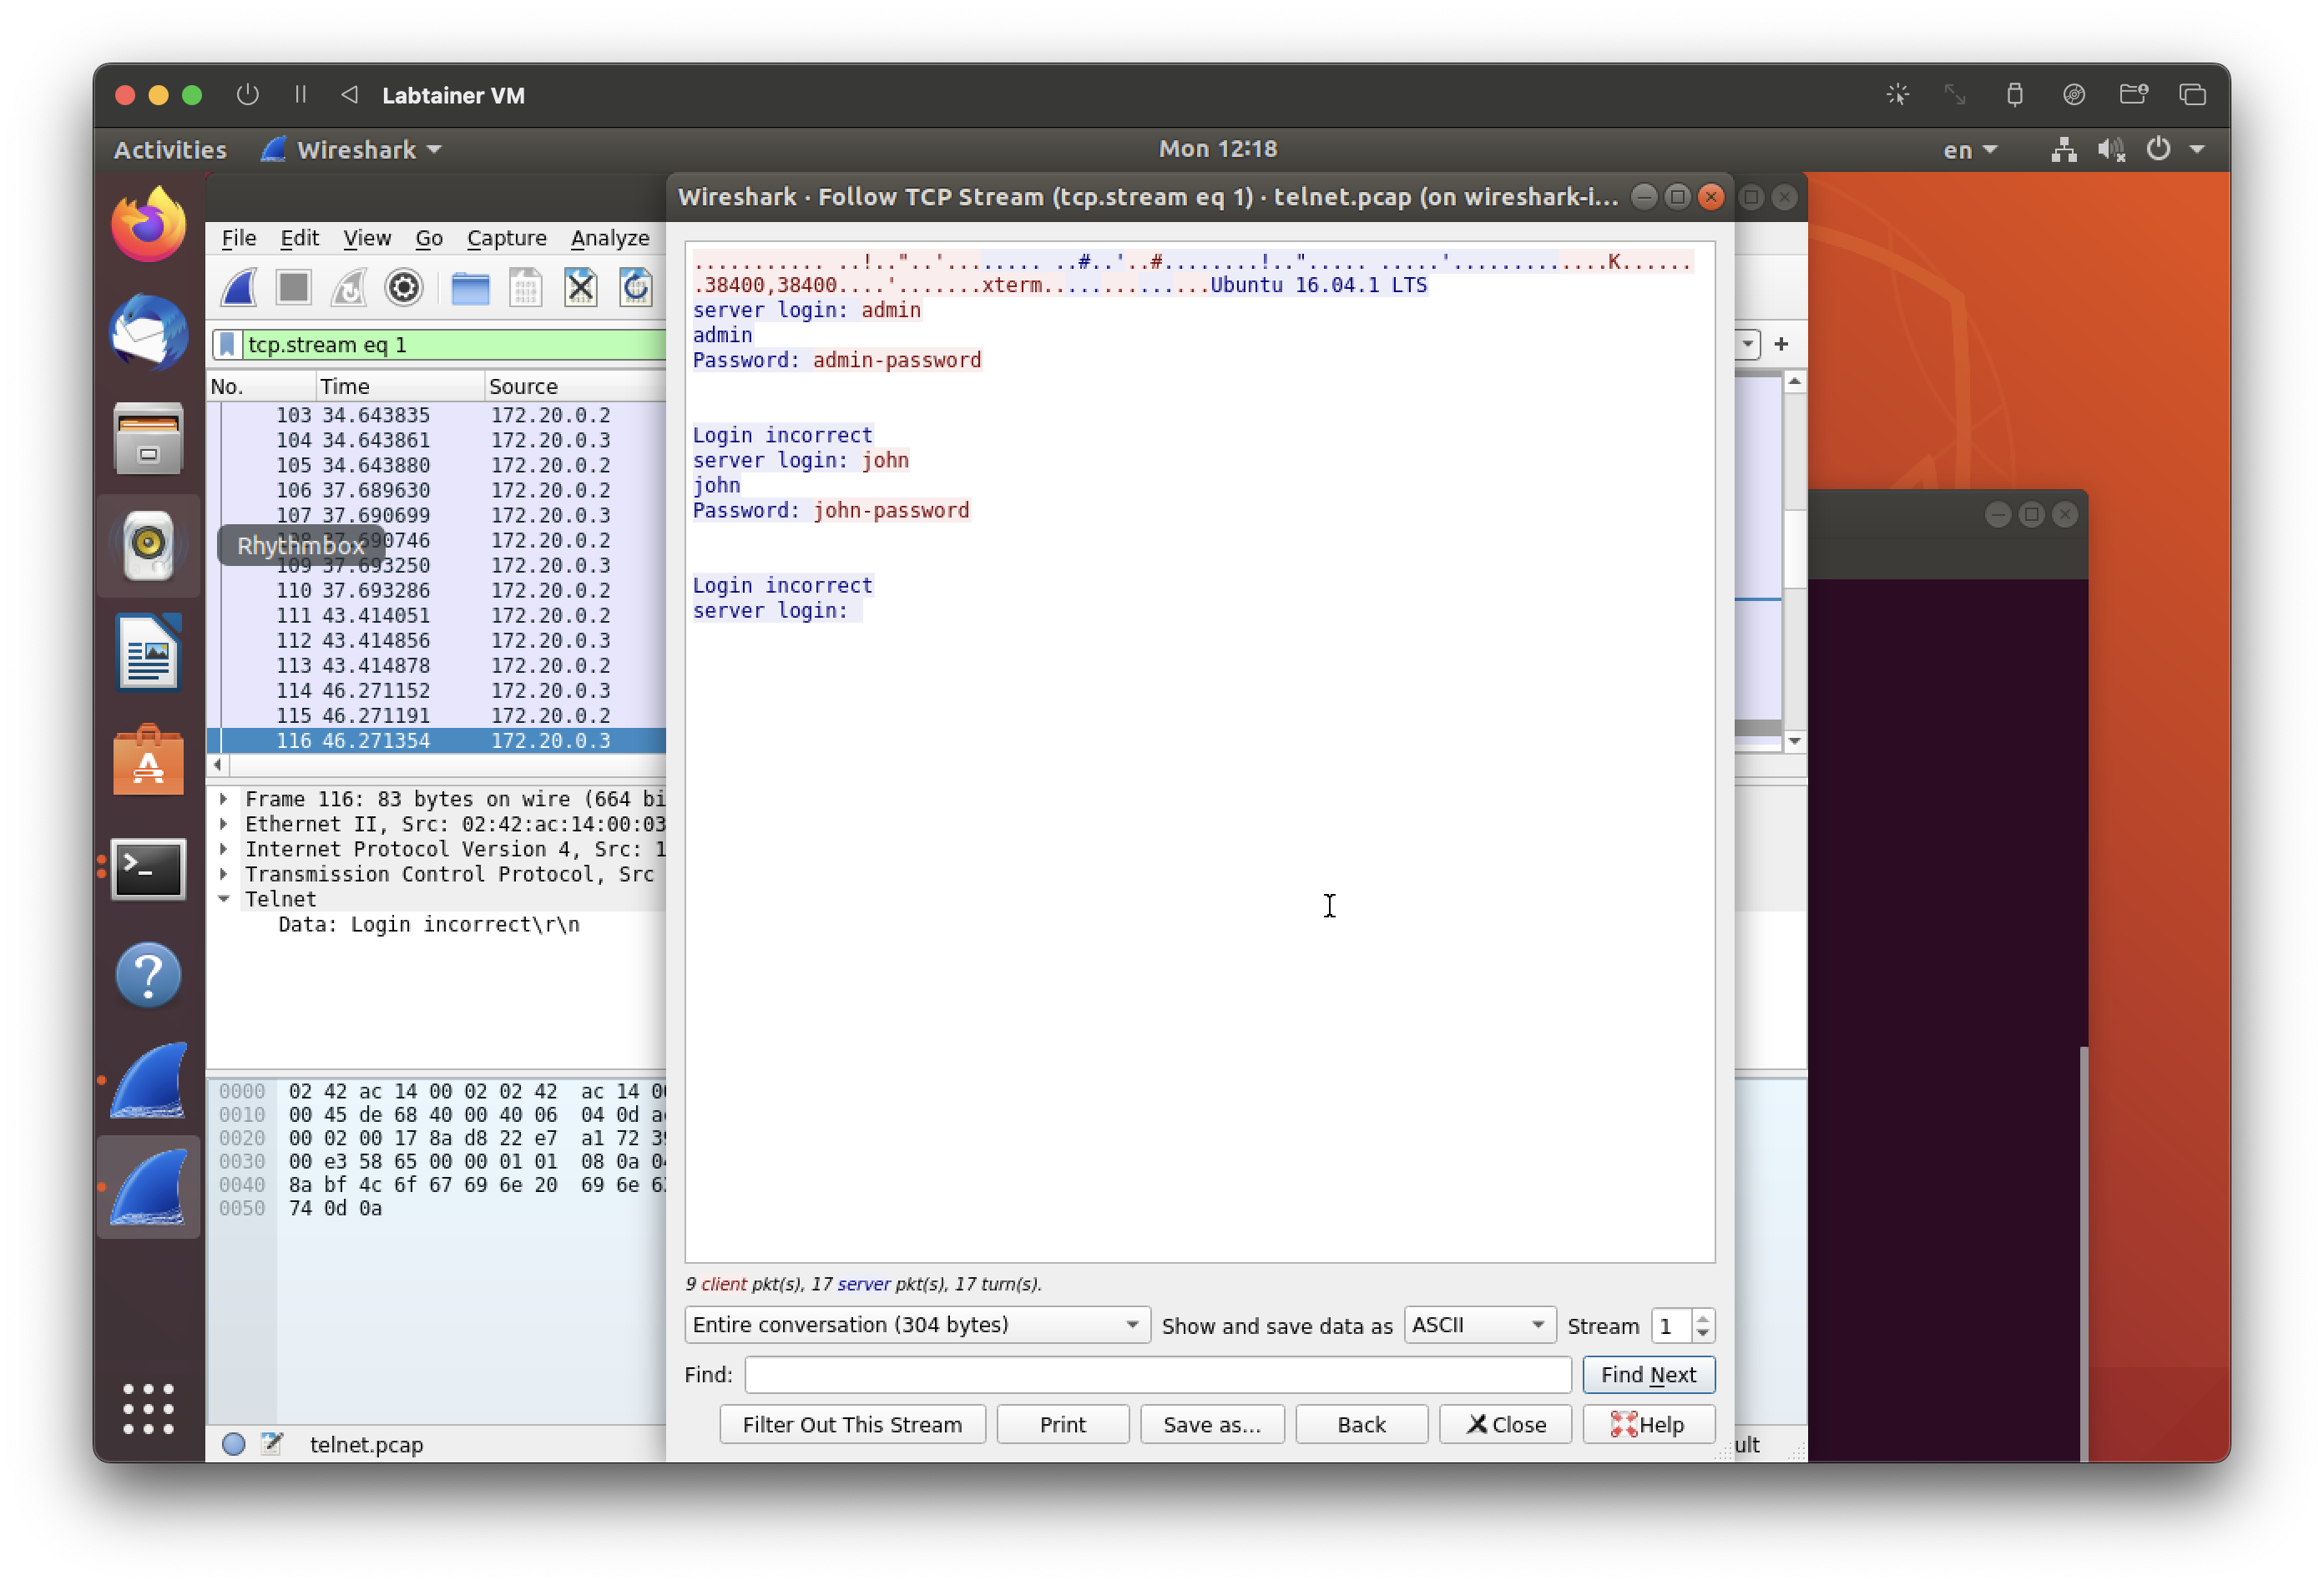 Labtainer VM
Activities Wireshark Mon 12:18 en
Wireshark · Follow TCP Stream (tcp.stream eq 1) · telnet.pcap (on wireshark-i...
File Edit View Go Capture Analyze
tcp.stream eq 1
+
No. Time Source
103 34.643835 172.20.0.2
104 34.643861 172.20.0.3
105 34.643880 172.20.0.2
106 37.689630 172.20.0.2
107 37.690699 172.20.0.3
Rhythmbox
172.20.0.2
109 37.693250 172.20.0.3
110 37.693286 172.20.0.2
111 43.414051 172.20.0.2
112 43.414856 172.20.0.3
113 43.414878 172.20.0.2
114 46.271152 172.20.0.3
115 46.271191 172.20.0.2
116 46.271354 172.20.0.3
Frame 116: 83 bytes on wire (664 bi
Ethernet II, Src: 02:42:ac:14:00:03
Internet Protocol Version 4, Src: 1
Transmission Control Protocol, Src
Telnet
Data: Login incorrect\r\n
0000 02 42 ac 14 00 02 02 42 ac 14 00
0010 00 45 de 68 40 00 40 06 04 0d
0020 00 02 00 17 8a d8 22 e7 a1 72
0030 00 e3 58 65 00 00 01 01 08 0a
0040 8a bf 4c 6f 67 69 6e 20 69 6e
0050 74 0d 0a
telnet.pcap
........... ..!.."..'......... ..#..'..#........!.."..... .....'.............K......
.38400,38400....'.......xterm..............Ubuntu 16.04.1 LTS
server login: admin
admin
Password: admin-password
Login incorrect
server login: john
john
Password: john-password
Login incorrect
server login:
9 client pkt(s), 17 server pkt(s), 17 turn(s).
Entire conversation (304 bytes) Show and save data as ASCII Stream 1
Find: Find Next
Filter Out This Stream Print Save as... Back Close Help
ult